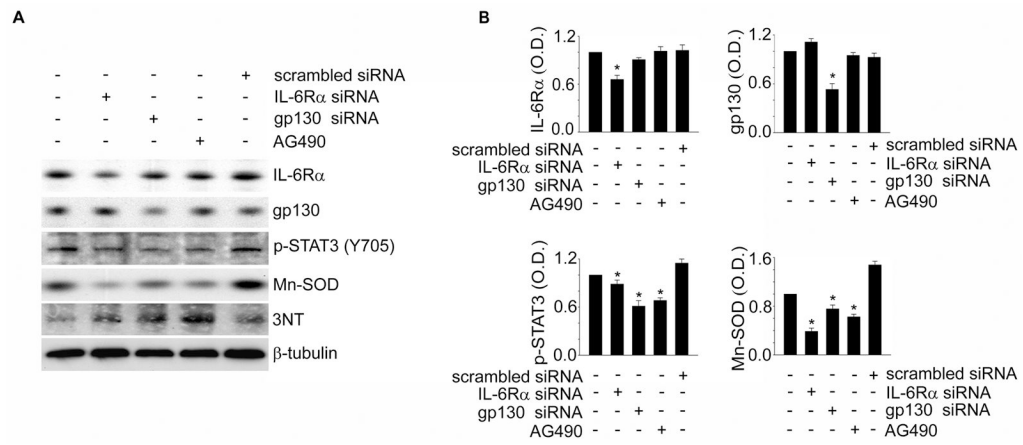 A
- - - - + scrambled siRNA
- + - - - IL-6Rα siRNA
- - + - - gp130 siRNA
- - - + - AG490
IL-6Rα
gp130
p-STAT3 (Y705)
Mn-SOD
3NT
β-tubulin
B
IL-6Rα (O.D.)
1.2
0.6
0.0
*
scrambled siRNA - - - - +
IL-6Rα siRNA - + - - -
gp130 siRNA - - + - -
AG490 - - - + -
gp130 (O.D.)
1.2
0.6
0.0
*
- - - - + scrambled siRNA
- + - - - IL-6Rα siRNA
- - + - - gp130 siRNA
- - - + - AG490
p-STAT3 (O.D.)
1.2
0.6
0.0
* * *
scrambled siRNA - - - - +
IL-6Rα siRNA - + - - -
gp130 siRNA - - + - -
AG490 - - - + -
Mn-SOD (O.D.)
1.6
0.8
0.0
* * *
- - - - + scrambled siRNA
- + - - - IL-6Rα siRNA
- - + - - gp130 siRNA
- - - + - AG490